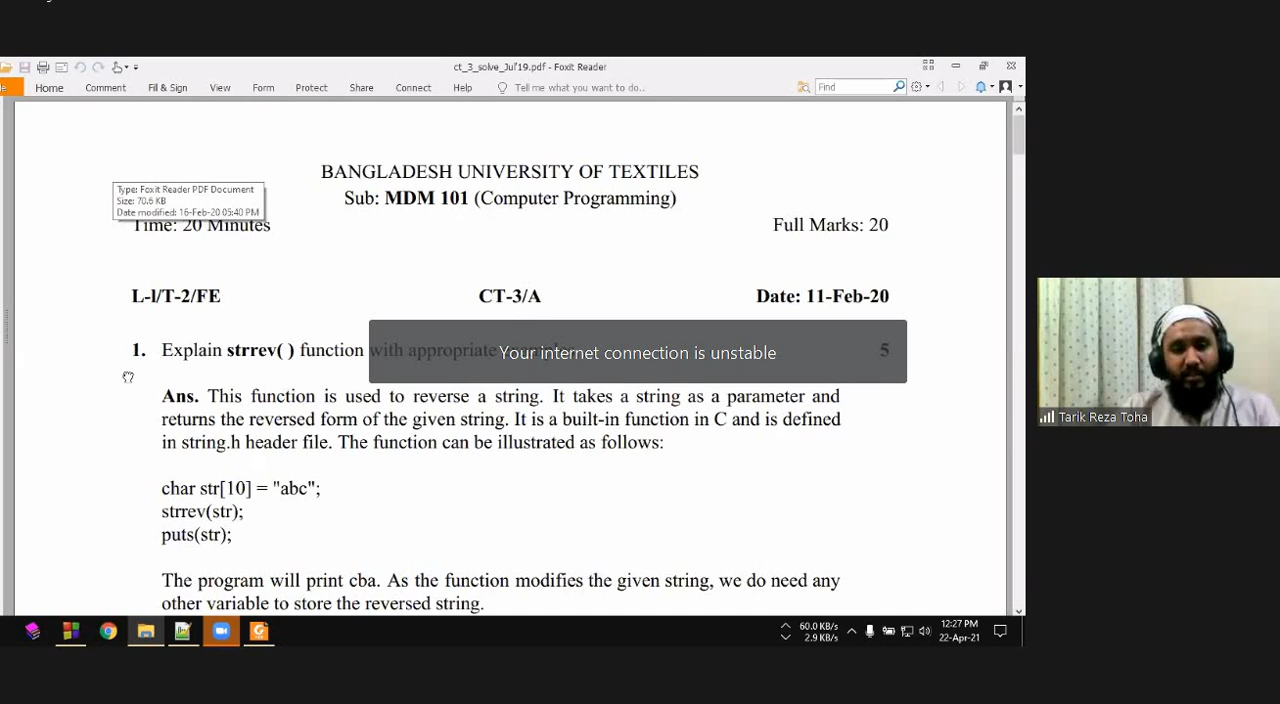 ct_3_solve_Jul'19.pdf - Foxit Reader
Home Comment Fill & Sign View Form Protect Share Connect Help Tell me what you want to do.. Find
BANGLADESH UNIVERSITY OF TEXTILES
Type: Foxit Reader PDF Document
Size: 70.6 KB
Date modified: 16-Feb-20 05:40 PM
Sub: MDM 101 (Computer Programming)
Time: 20 Minutes Full Marks: 20
L-I/T-2/FE CT-3/A Date: 11-Feb-20
1. Explain strrev( ) function with appropriate 5
Your internet connection is unstable
Ans. This function is used to reverse a string. It takes a string as a parameter and
returns the reversed form of the given string. It is a built-in function in C and is defined
in string.h header file. The function can be illustrated as follows:
char str[10] = "abc";
strrev(str);
puts(str);
The program will print cba. As the function modifies the given string, we do need any
other variable to store the reversed string.
Tarik Reza Toha
60.0 KB/s
2.9 KB/s
12:27 PM
22-Apr-21